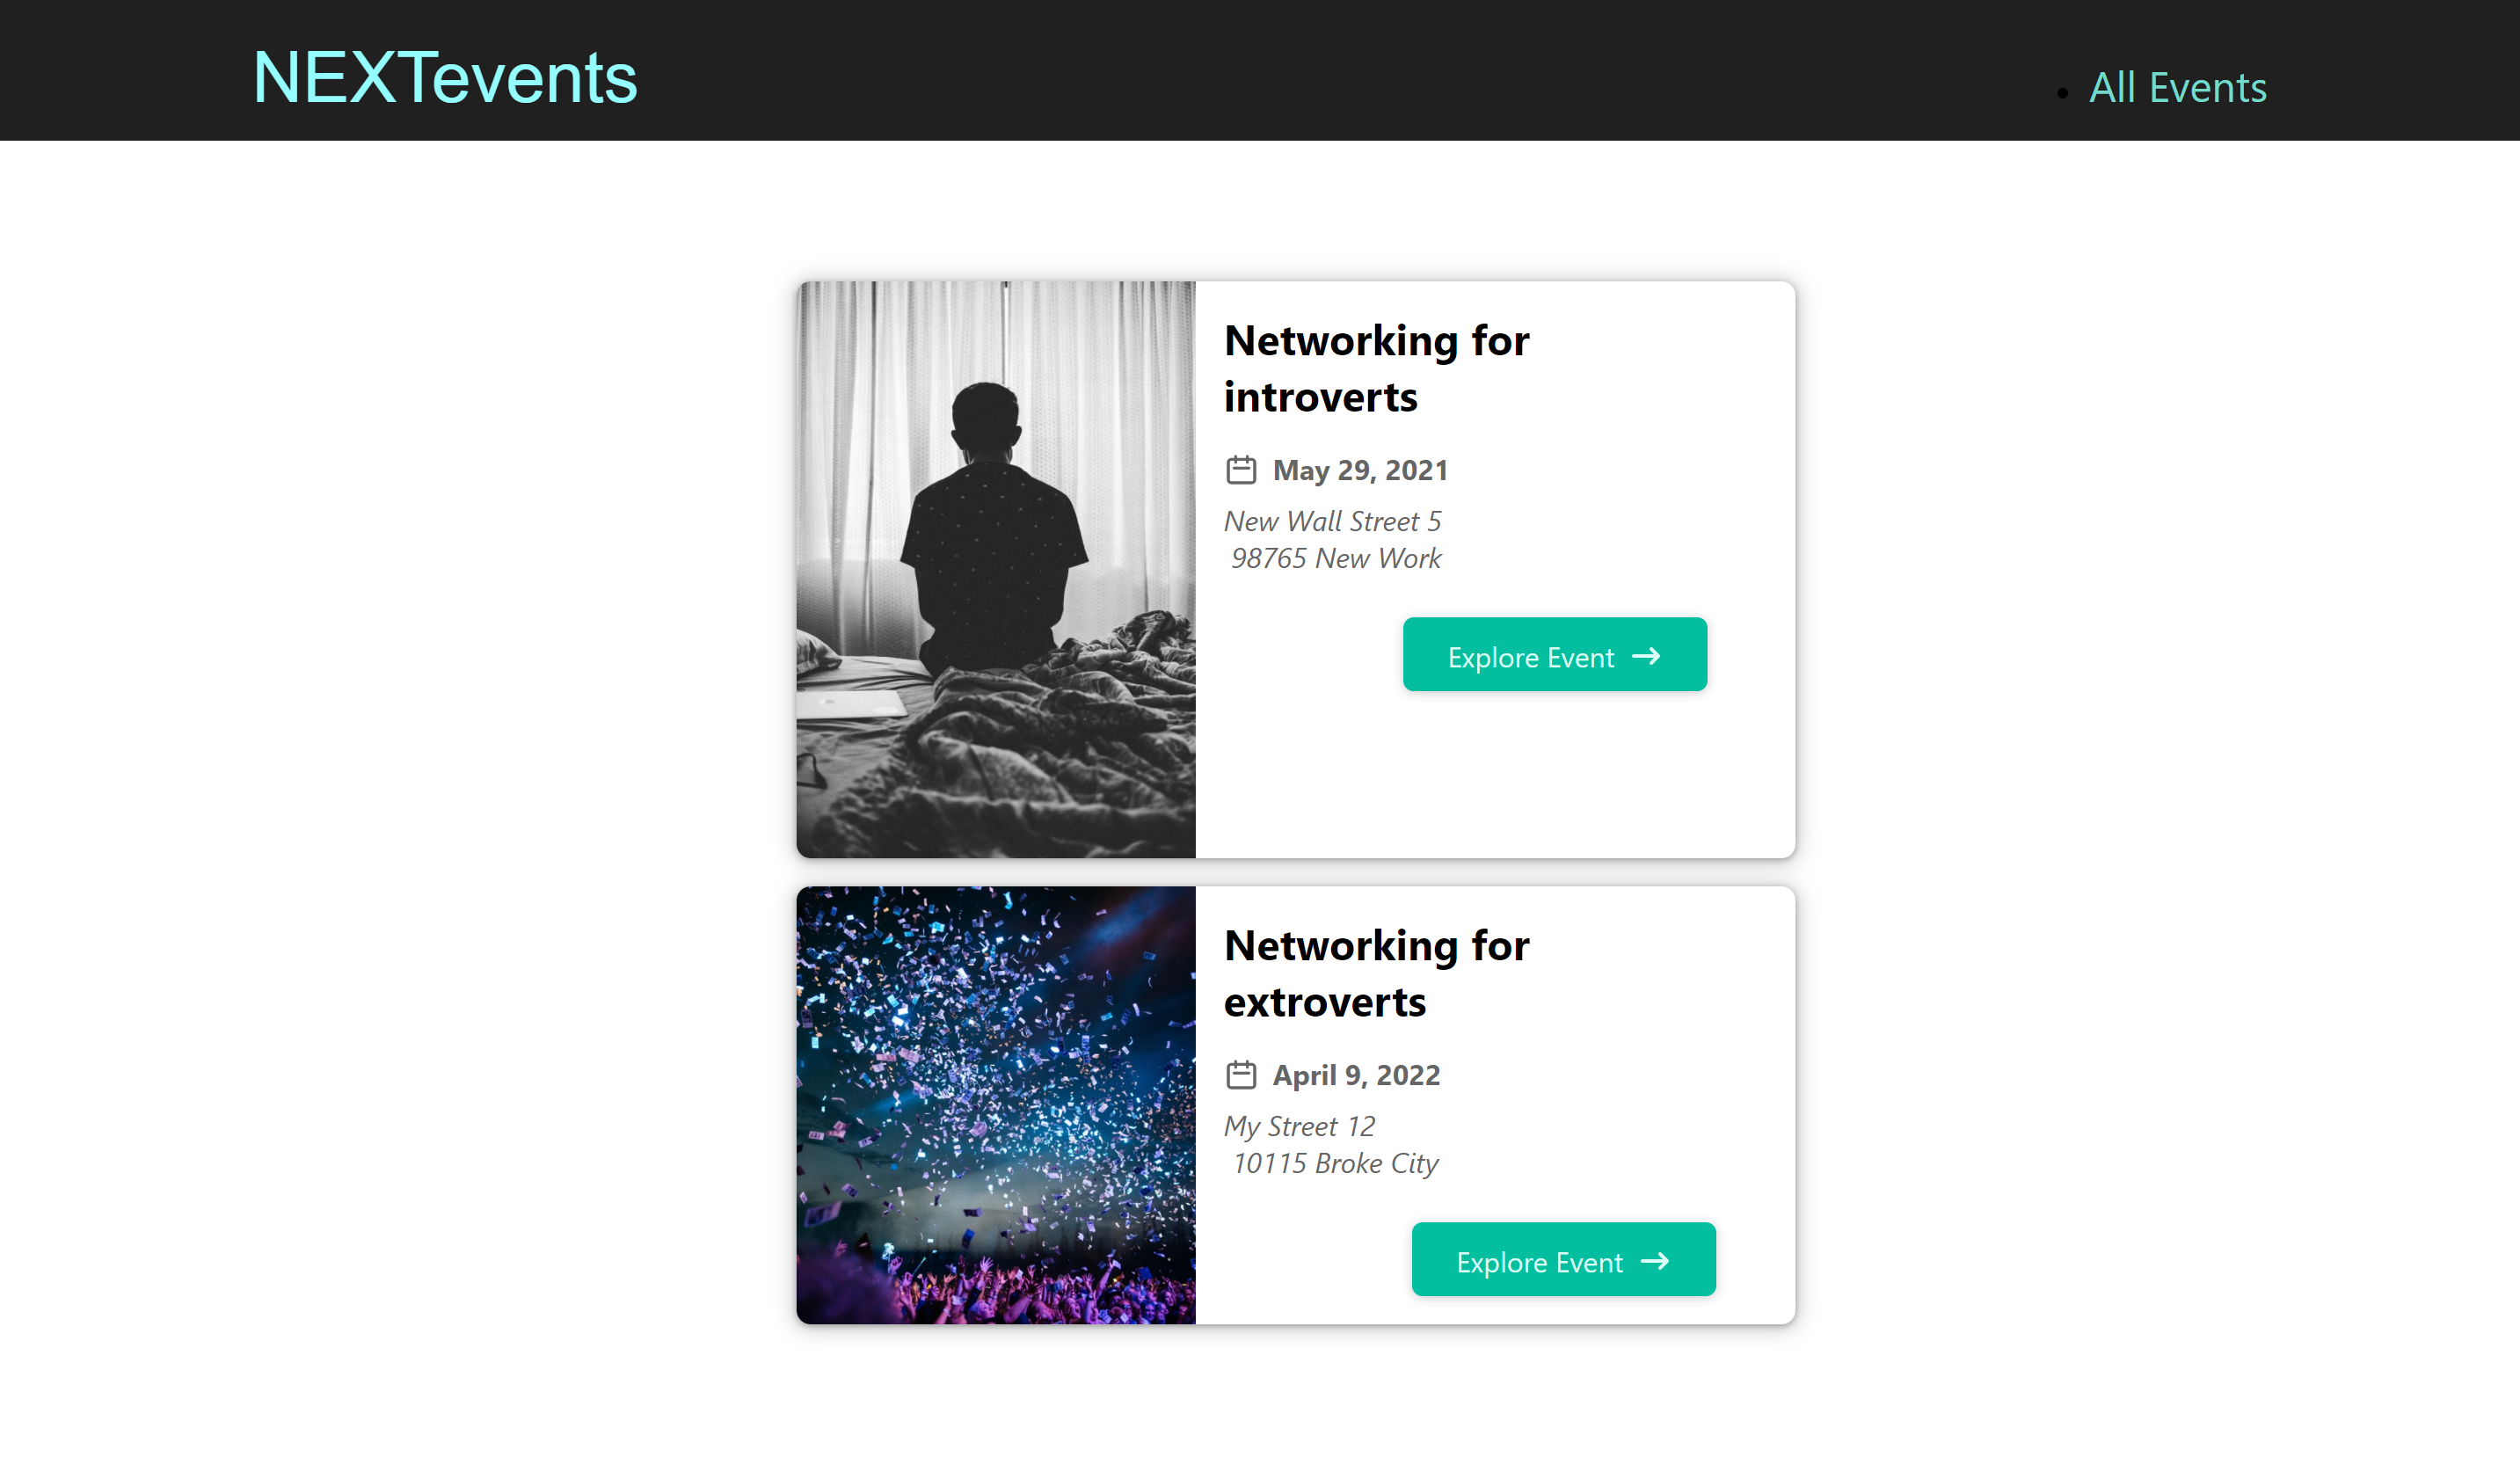 NEXTevents
All Events
Networking for
introverts
May 29, 2021
New Wall Street 5
98765 New Work
Explore Event
Networking for
extroverts
April 9, 2022
My Street 12
10115 Broke City
Explore Event